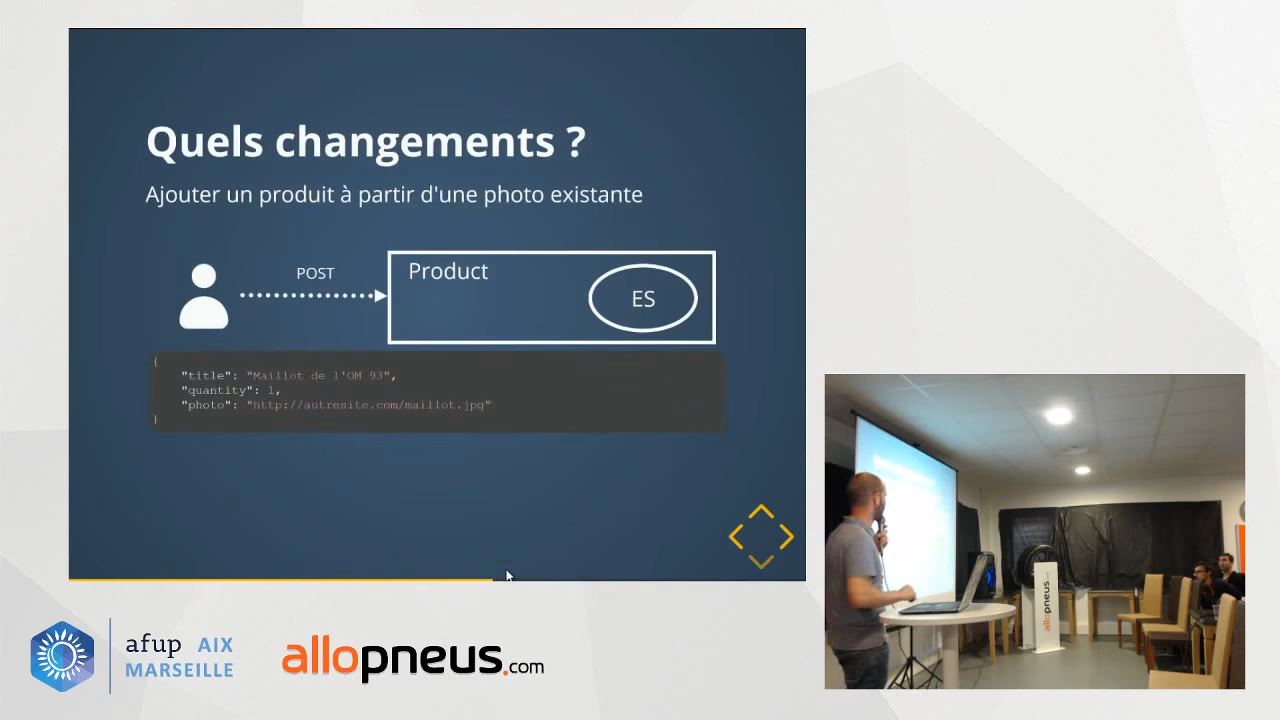 Quels changements ?
Ajouter un produit à partir d'une photo existante
POST
Product
ES
{
"title": "Maillot de l'OM 93",
"quantity": 1,
"photo": "http://autresite.com/maillot.jpg"
}
afup AIX
MARSEILLE
allopneus.com
allopneus